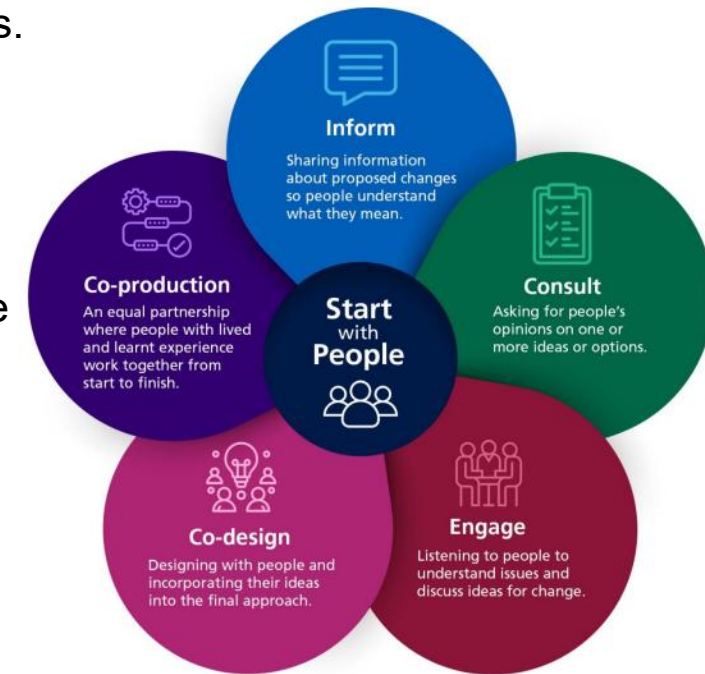 s.
Inform
Sharing information
about proposed changes
so people understand
what they mean.
Consult
Asking for people's
opinions on one or
more ideas or options.
Engage
Listening to people to
understand issues and
discuss ideas for change.
Co-design
Designing with people and
incorporating their ideas
into the final approach.
Co-production
An equal partnership
where people with lived
and learnt experience
work together from
start to finish.
e
Start
with
People